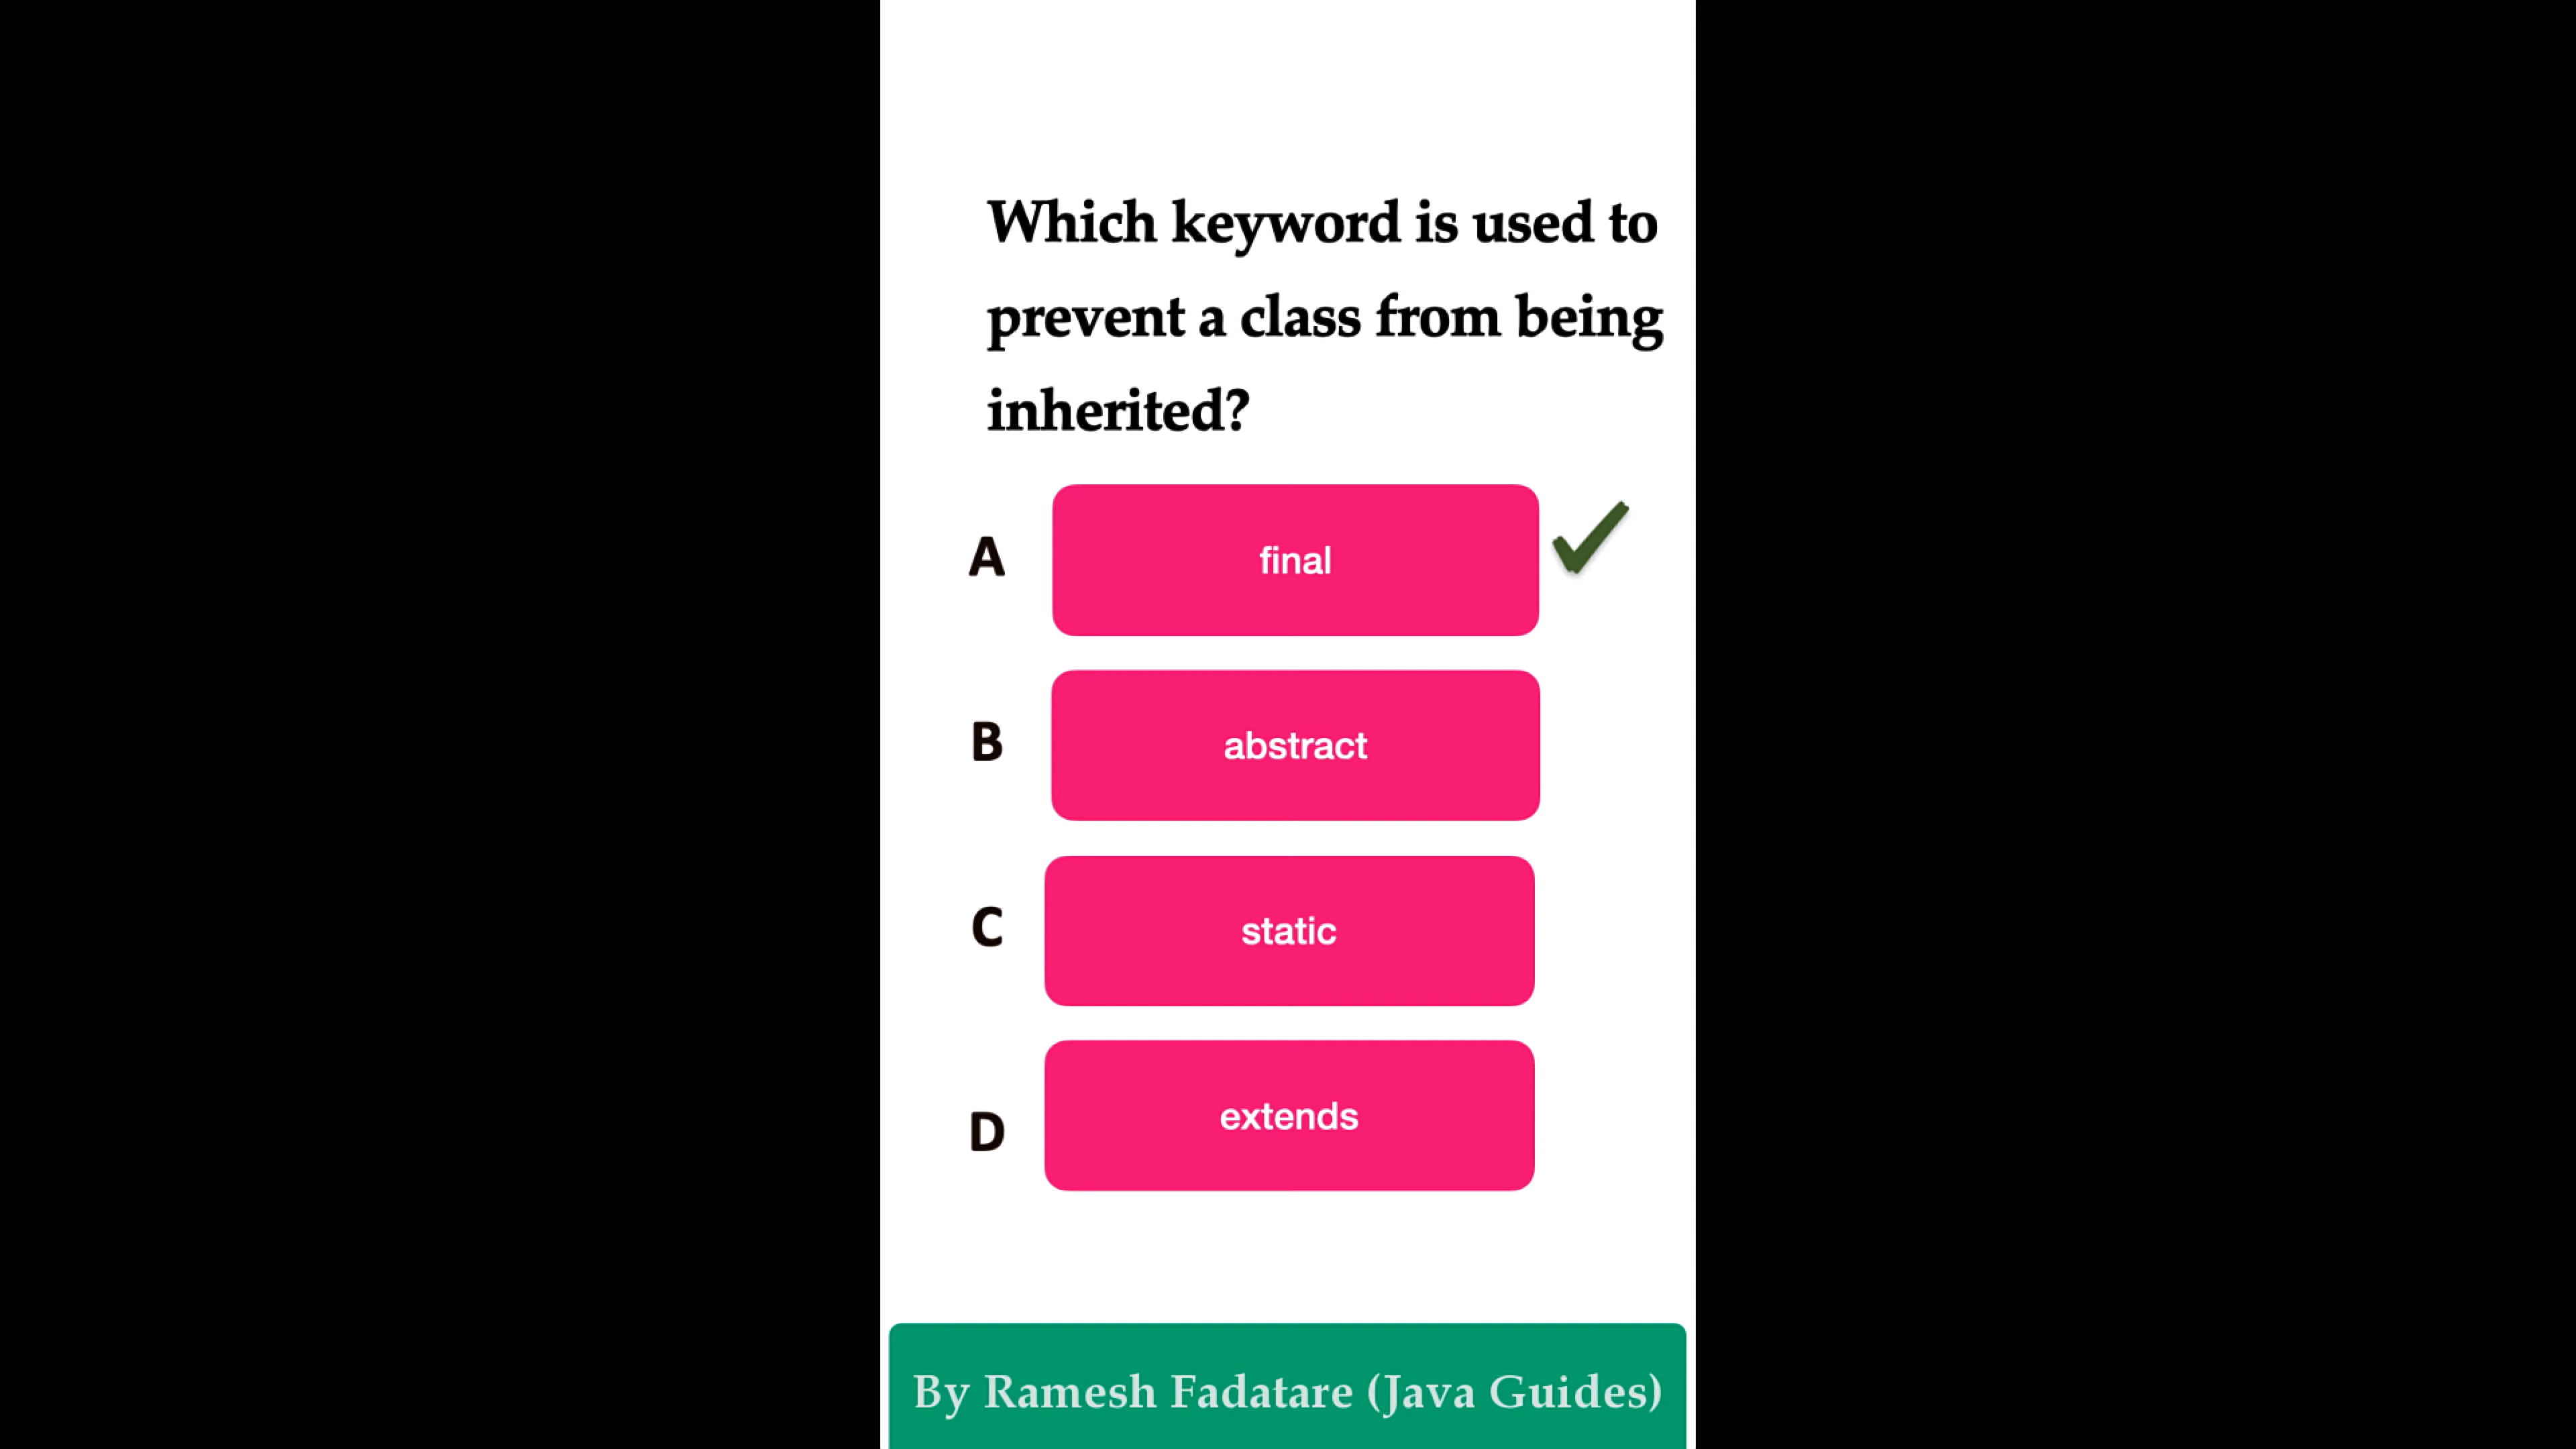 Which keyword is used to
prevent a class from being
inherited?
A final
B abstract
C static
D extends
By Ramesh Fadatare (Java Guides)